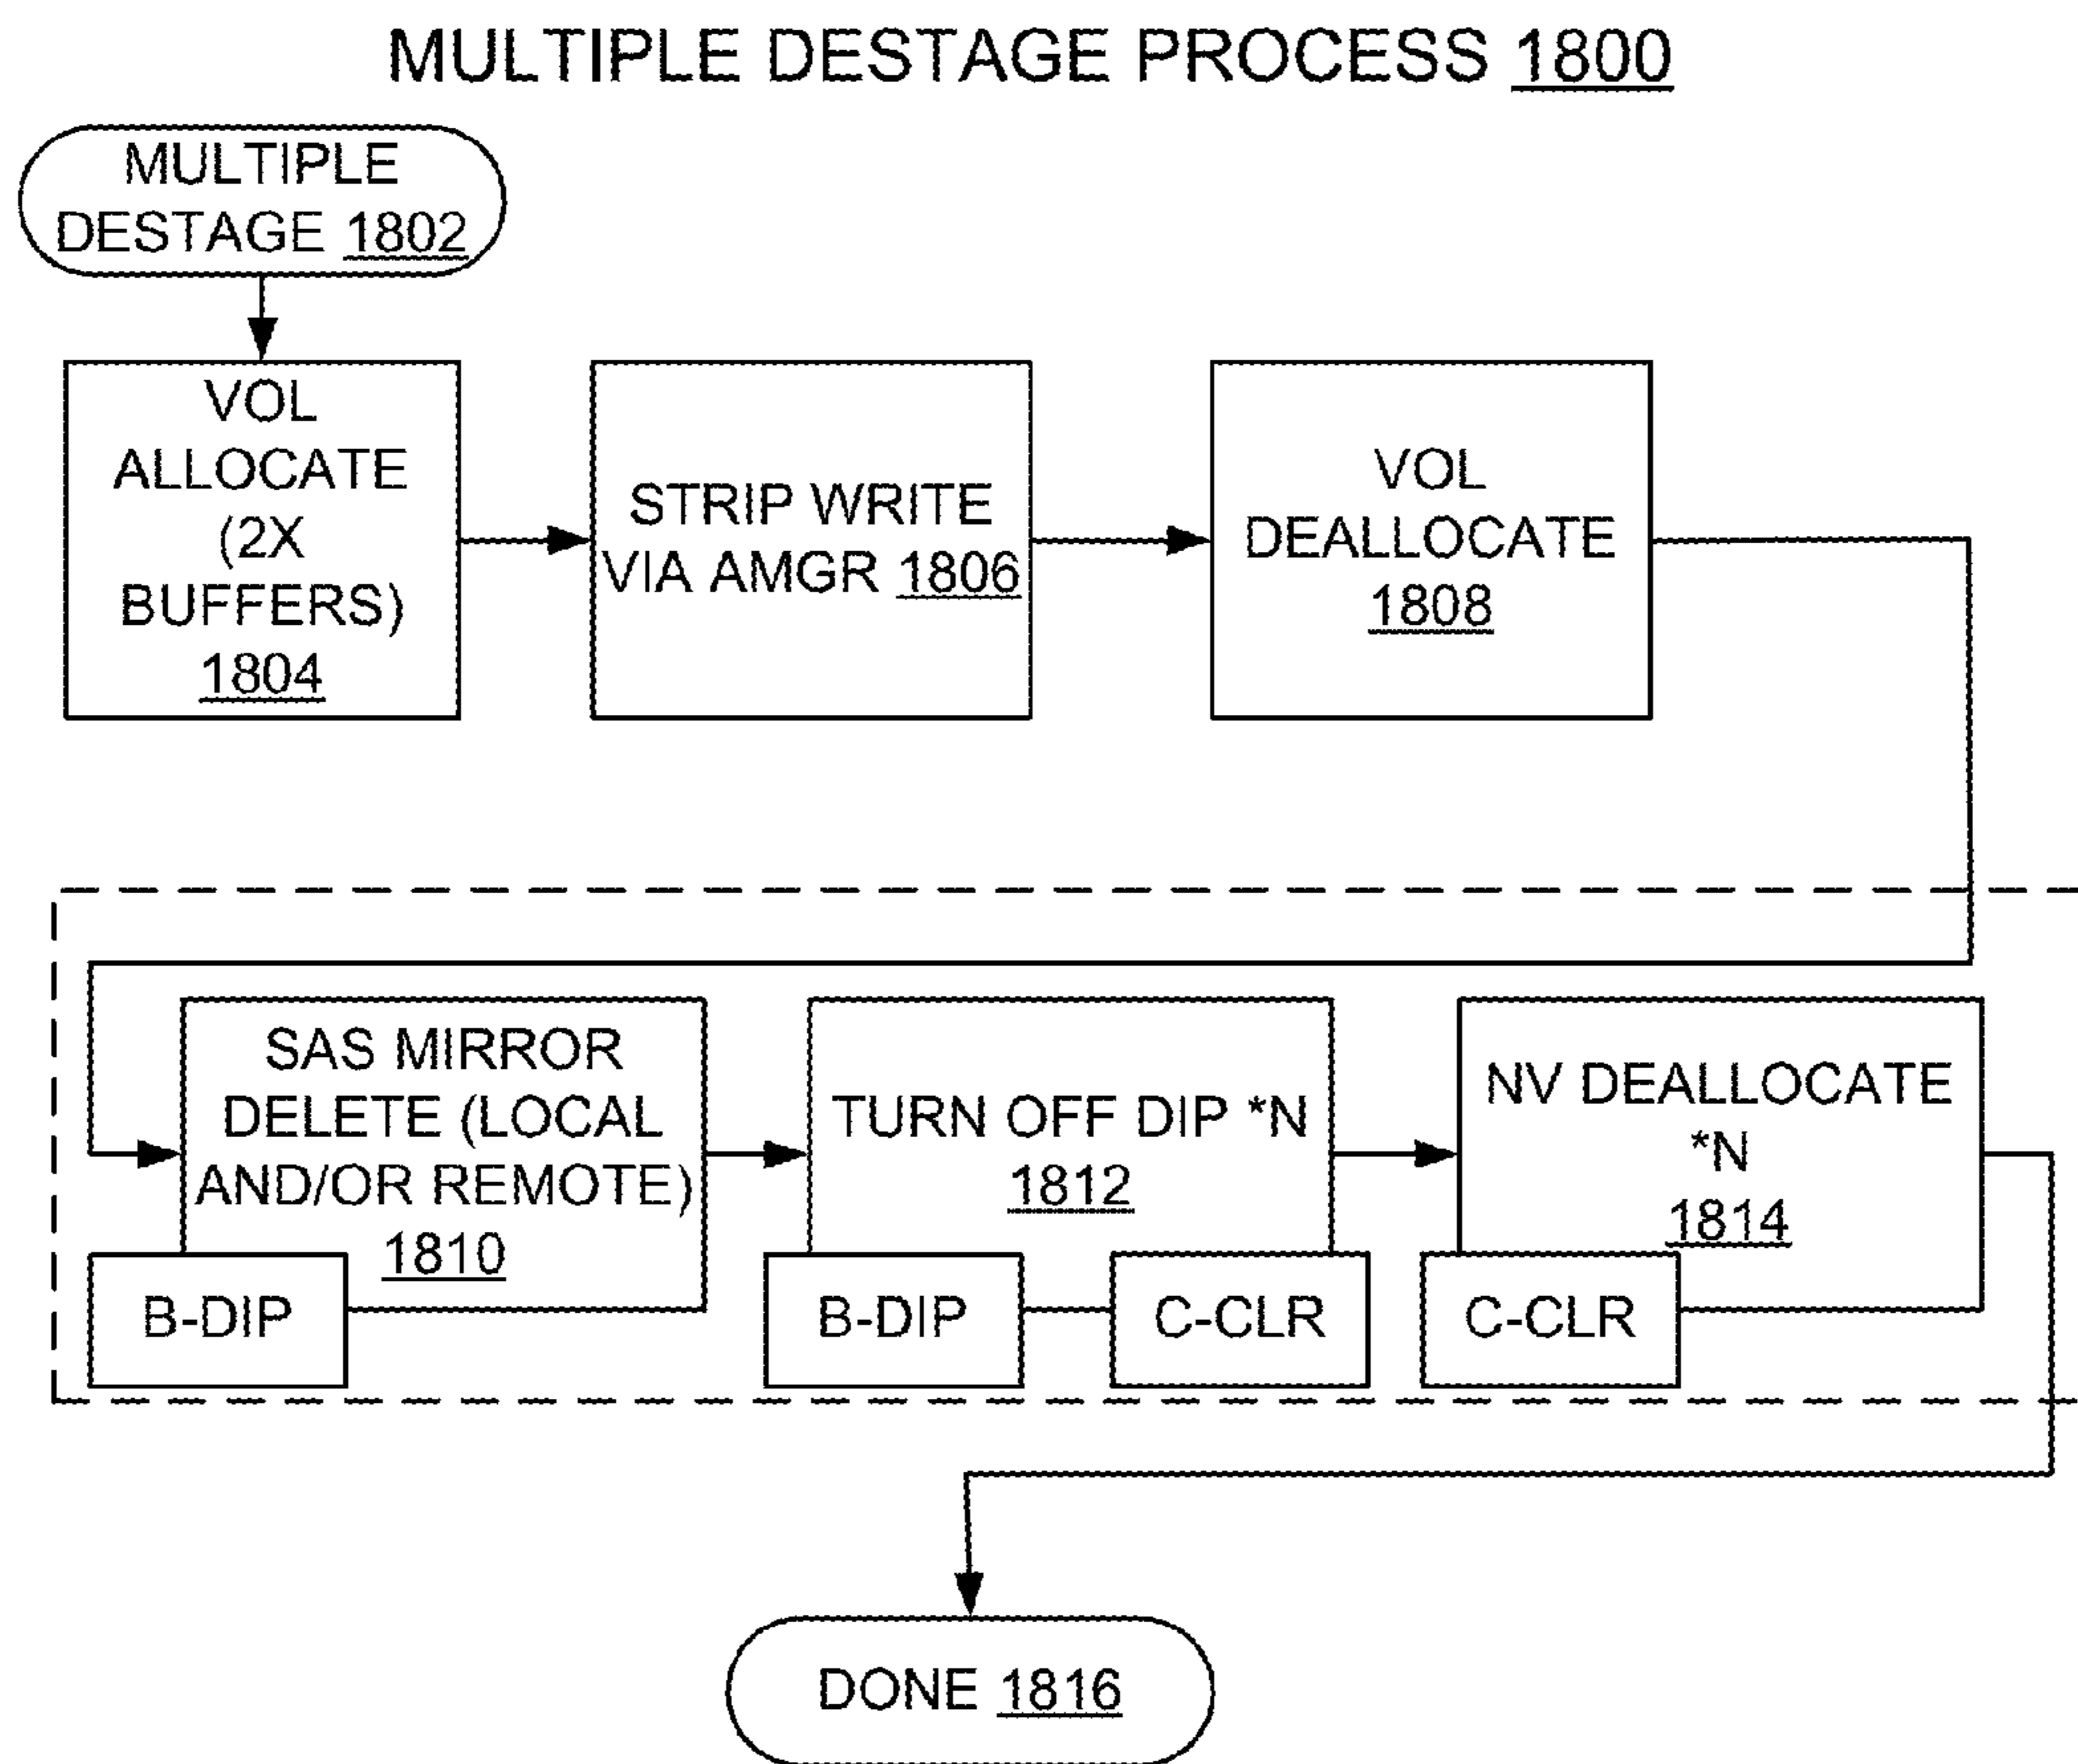 MULTIPLE DESTAGE PROCESS 1800
MULTIPLE
DESTAGE 1802
VOL
ALLOCATE
(2X
BUFFERS)
1804
STRIP WRITE
VIA AMGR 1806
VOL
DEALLOCATE
1808
SAS MIRROR
DELETE (LOCAL
AND/OR REMOTE)
1810
B-DIP
TURN OFF DIP *N
1812
B-DIP
C-CLR
NV DEALLOCATE
*N
1814
C-CLR
DONE 1816